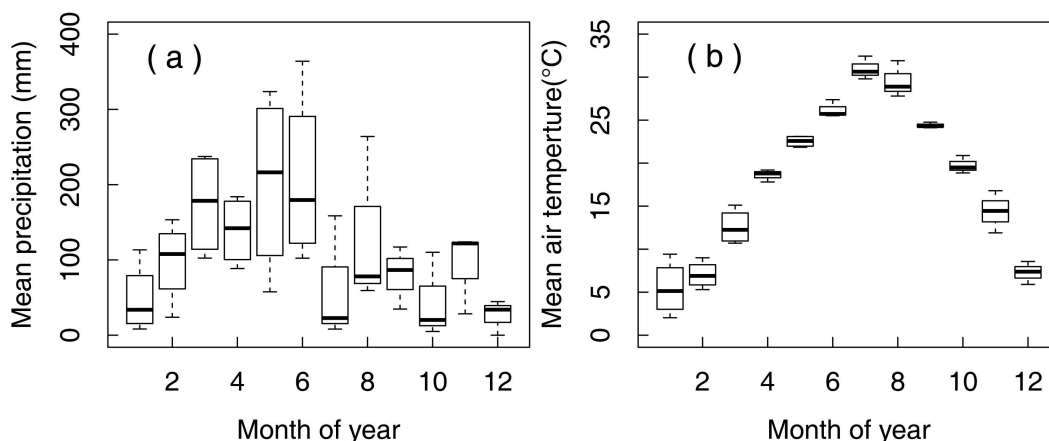 ( a )
Mean precipitation (mm)
0 100 200 300 400
2 4 6 8 10 12
Month of year
( b )
Mean air temperture(°C)
0 5 15 25 35
2 4 6 8 10 12
Month of year